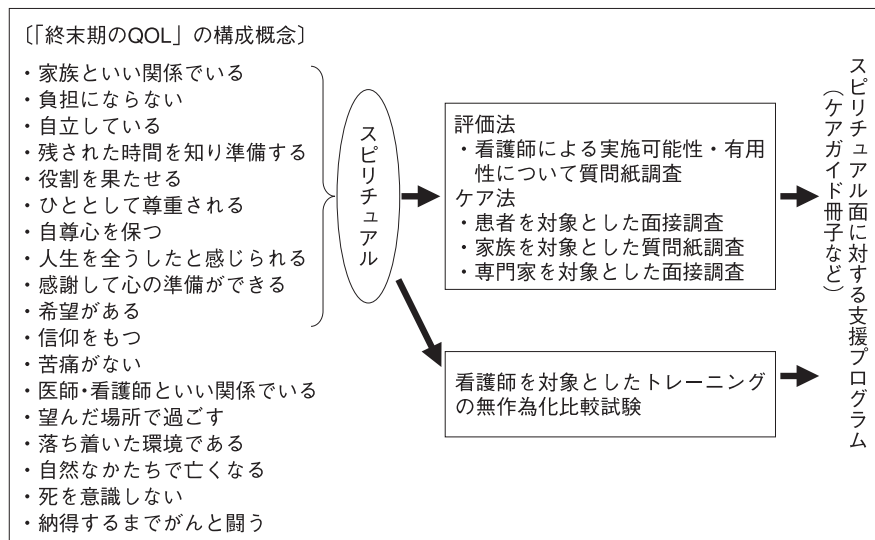 〔「終末期のQOL」の構成概念〕
・家族といい関係でいる
・負担にならない
・自立している
・残された時間を知り準備する
・役割を果たせる
・ひととして尊重される
・自尊心を保つ
・人生を全うしたと感じられる
・感謝して心の準備ができる
・希望がある
・信仰をもつ
・苦痛がない
・医師・看護師といい関係でいる
・望んだ場所で過ごす
・落ち着いた環境である
・自然なかたちで亡くなる
・死を意識しない
・納得するまでがんと闘う
スピリチュアル
評価法
・看護師による実施可能性・有用
性について質問紙調査
ケア法
・患者を対象とした面接調査
・家族を対象とした質問紙調査
・専門家を対象とした面接調査
看護師を対象としたトレーニング
の無作為化比較試験
スピリチュアル面に対する支援プログラム
（ケアガイド冊子など）